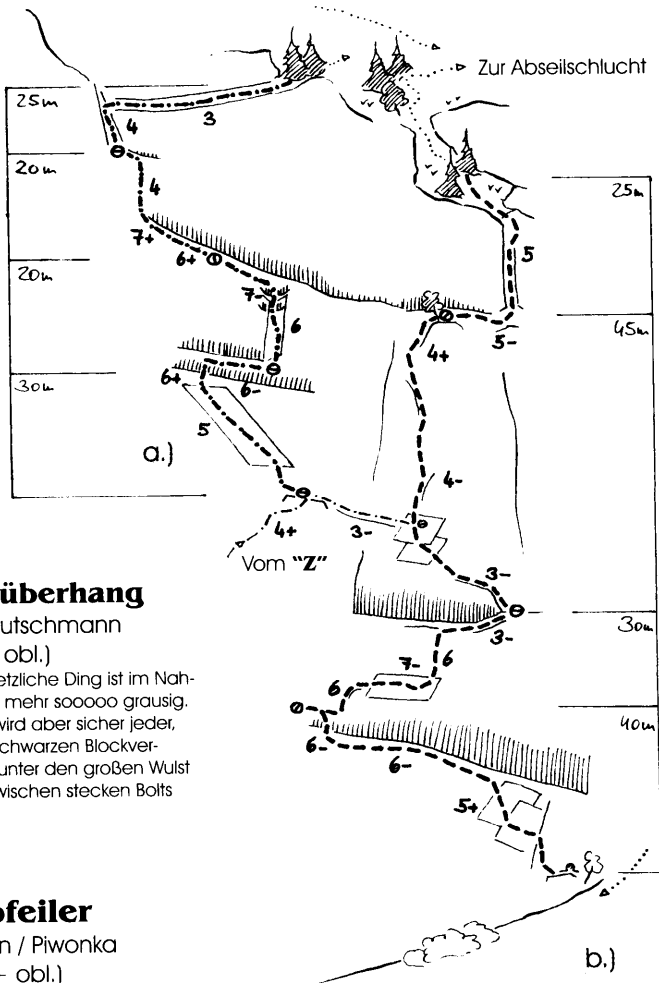 Zur Abseilschlucht
25m
3
4
20m
4
25m
7+
6+
5
20m
7-
6
45m
5-
4+
6+
6-
30m
5
a.)
4-
4+
3-
Vom "Z"
3-
überhang
30m
3-
utschmann
7-
6
obl.)
etzliche Ding ist im Nah-
6
mehr sooooo grausig.
40m
wird aber sicher jeder,
chwarzen Blockver-
6-
6-
unter den großen Wulst
wischen stecken Bolts
5+
feiler
n / Piwonka
- obl.)
b.)